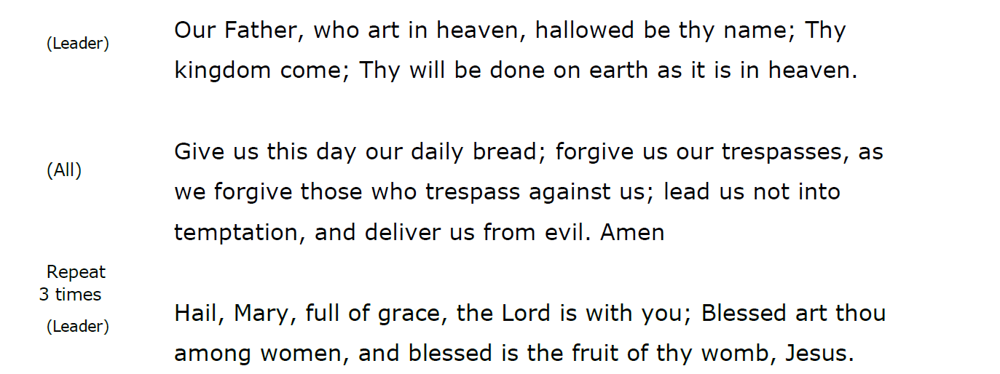 (Leader)
Our Father, who art in heaven, hallowed be thy name; Thy
kingdom come; Thy will be done on earth as it is in heaven.
(All)
Give us this day our daily bread; forgive us our trespasses, as
we forgive those who trespass against us; lead us not into
temptation, and deliver us from evil. Amen
Repeat
3 times
(Leader)
Hail, Mary, full of grace, the Lord is with you; Blessed art thou
among women, and blessed is the fruit of thy womb, Jesus.